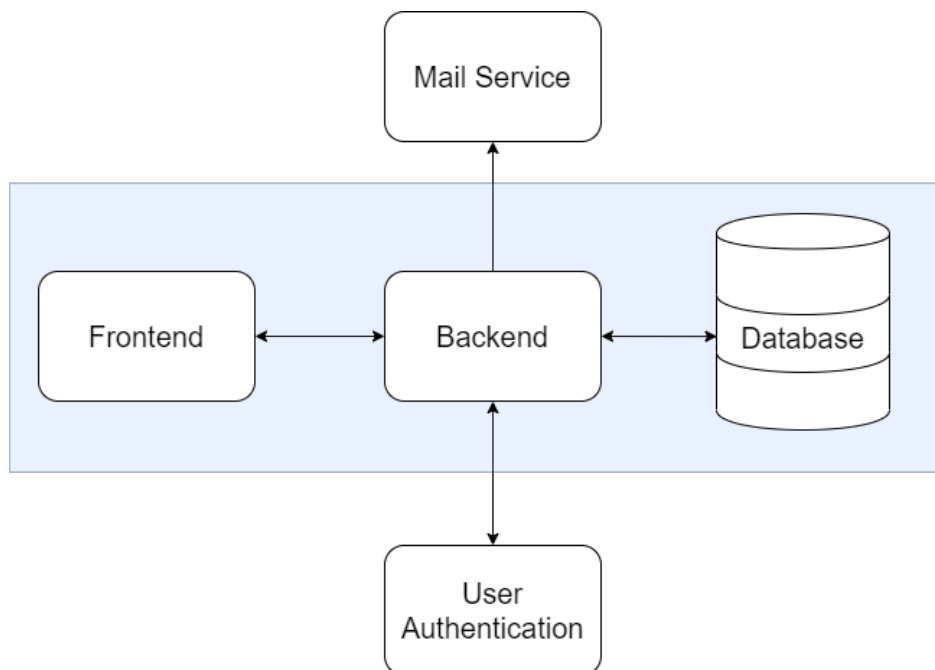 Mail Service
Frontend
Backend
Database
User
Authentication